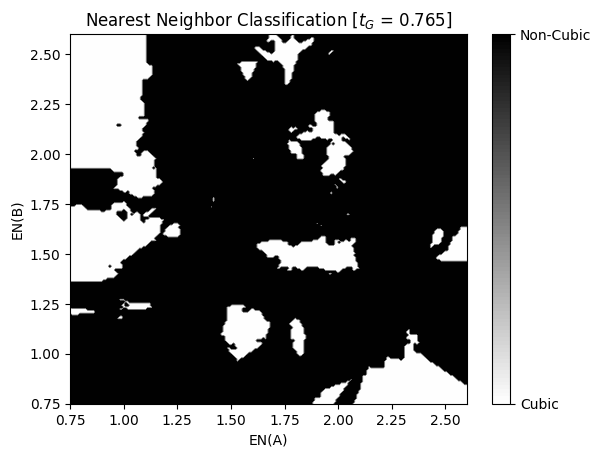 Nearest Neighbor Classification [t_G = 0.765]
Non-Cubic
2.50
2.25
2.00
1.75
1.50
1.25
1.00
0.75
EN(B)
Cubic
0.75 1.00 1.25 1.50 1.75 2.00 2.25 2.50
EN(A)